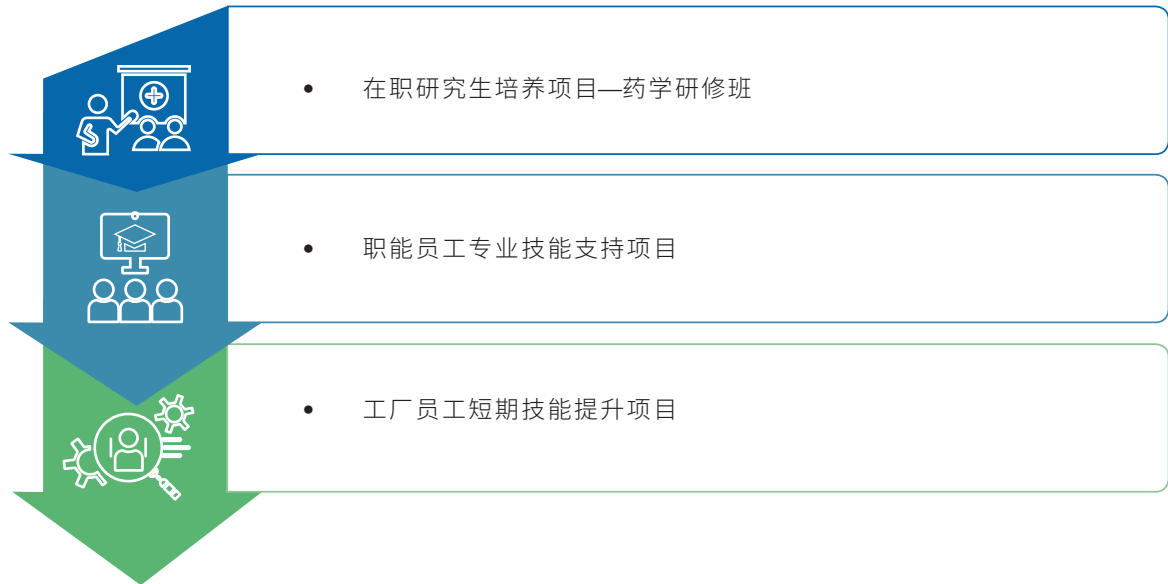 • 在职研究生培养项目—药学研修班
• 职能员工专业技能支持项目
• 工厂员工短期技能提升项目